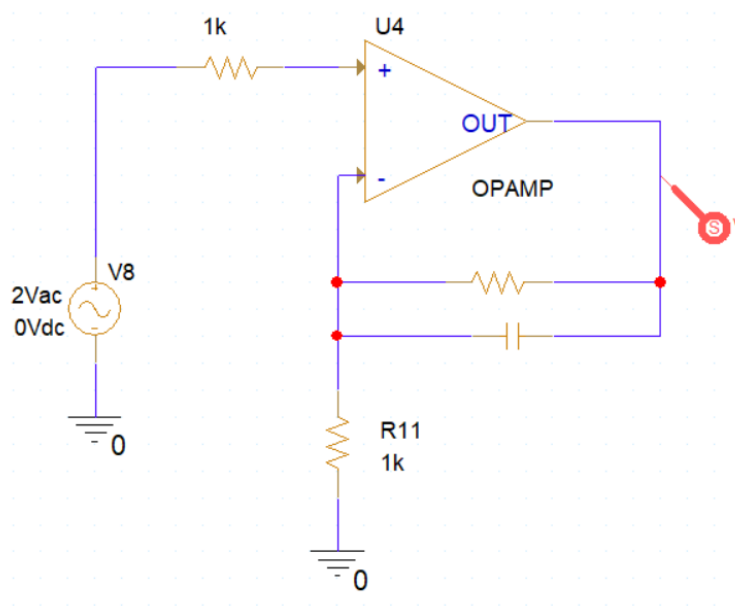 1k
U4
+
OUT
-
OPAMP
V8
2Vac
0Vdc
+
-
S
0
R11
1k
0